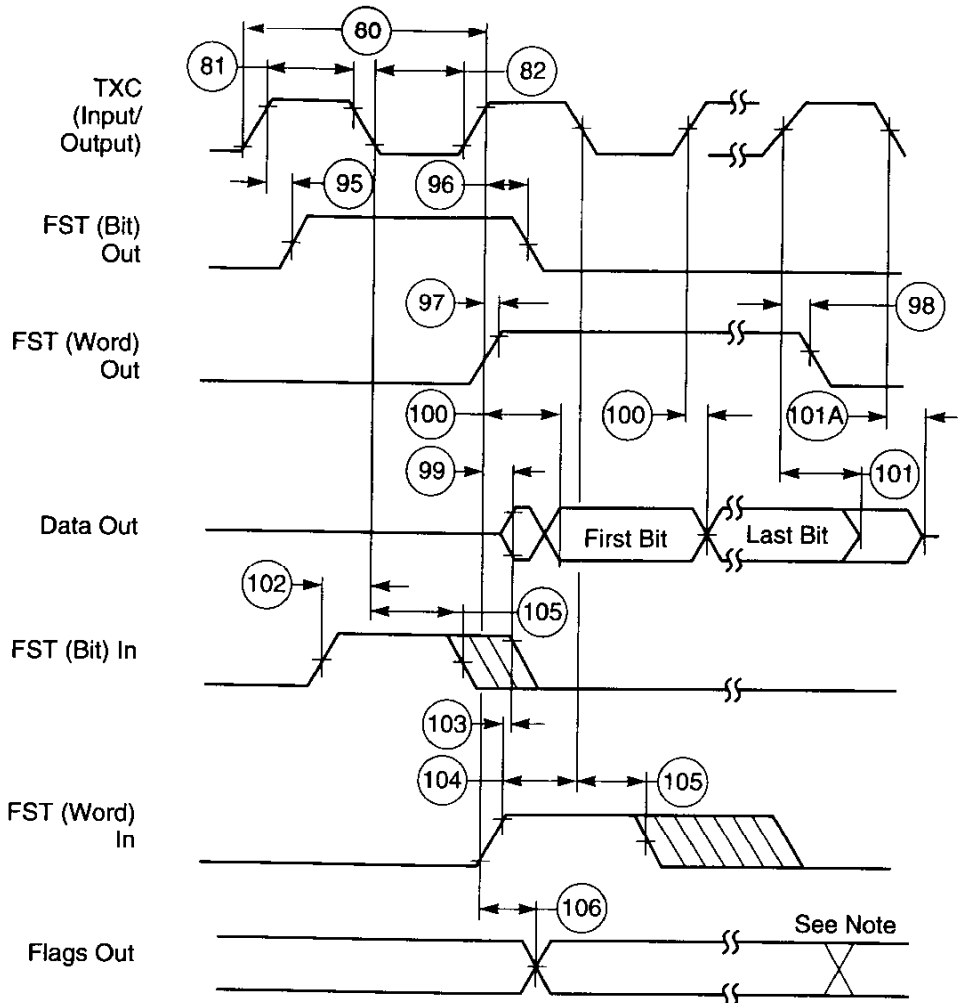 80
81
82
TXC
(Input/
Output)
95
96
FST (Bit)
Out
97
98
FST (Word)
Out
100
100
101A
99
101
Data Out
First Bit
Last Bit
102
105
FST (Bit) In
103
104
105
FST (Word)
In
106
See Note
Flags Out